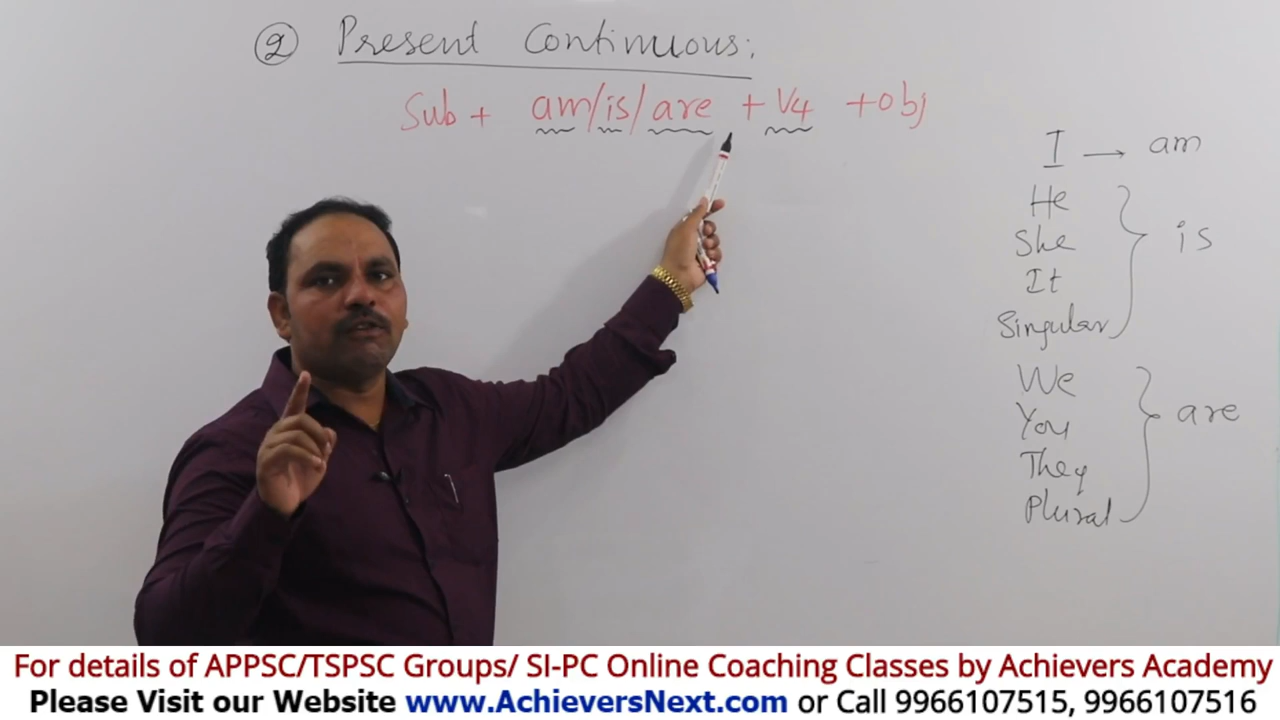 ② Present Continuous:
Sub + am/is/are + V4 + obj
I → am
He
She
It
Singular
} is
We
You
They
Plural
} are
For details of APPSC/TSPSC Groups/ SI-PC Online Coaching Classes by Achievers Academy
Please Visit our Website www.AchieversNext.com or Call 9966107515, 9966107516